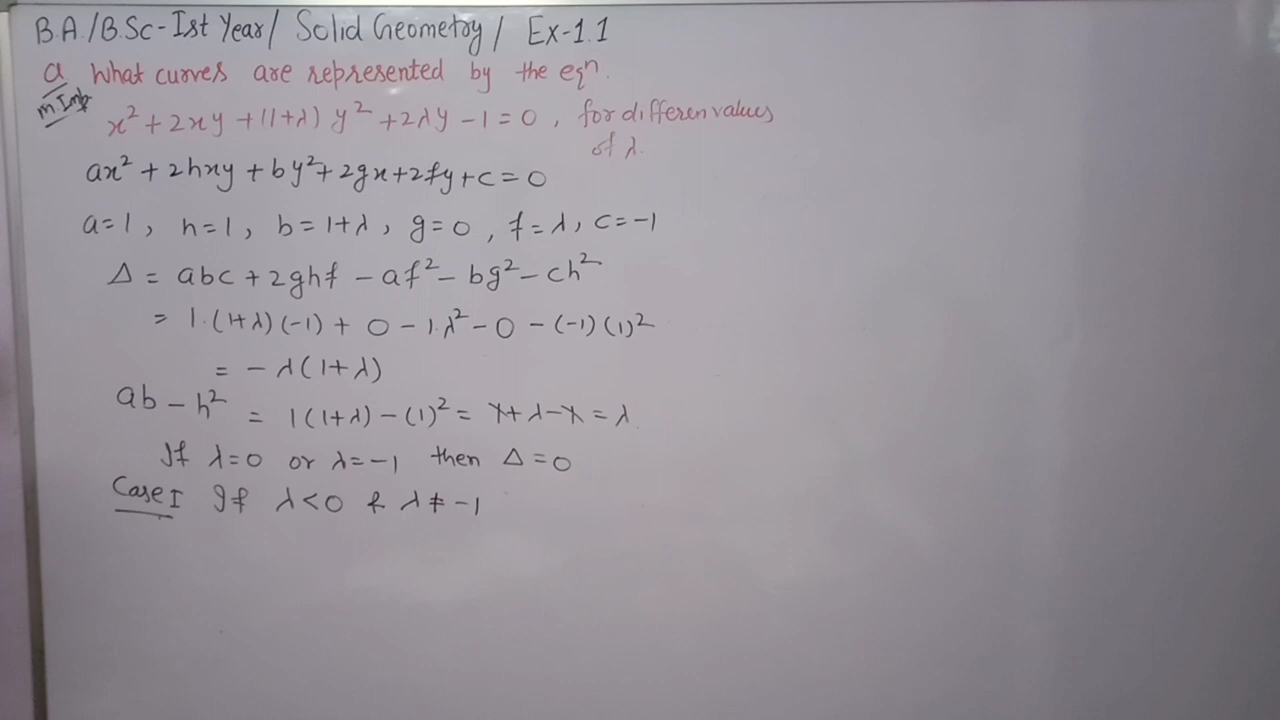 B.A./B.Sc-Ist Year/ Solid Geometry/ Ex-1.1
Q What curves are represented by the eqn.
m.Imp
x² + 2xy + (1+λ) y² + 2λy - 1 = 0, for differen values
of λ.
ax² + 2hxy + by² + 2gx + 2fy + c = 0
a=1, h=1, b=1+λ, g=0, f=λ, c=-1
Δ = abc + 2ghf - af² - bg² - ch²
= 1.(1+λ)(-1) + 0 - 1.λ² - 0 - (-1)(1)²
= - λ(1+λ)
ab - h² = 1(1+λ) - (1)² = 1+λ-1 = λ
If λ=0 or λ=-1 then Δ=0
Case I If λ<0 & λ≠-1